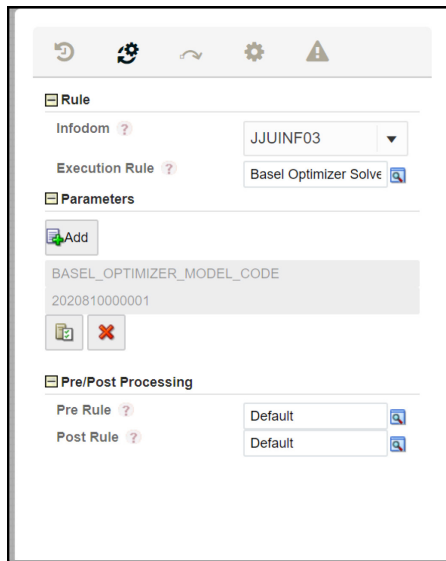 Rule
Infodom ?
JJUINF03
Execution Rule ?
Basel Optimizer Solve
Parameters
Add
BASEL_OPTIMIZER_MODEL_CODE
2020810000001
Pre/Post Processing
Pre Rule ?
Default
Post Rule ?
Default